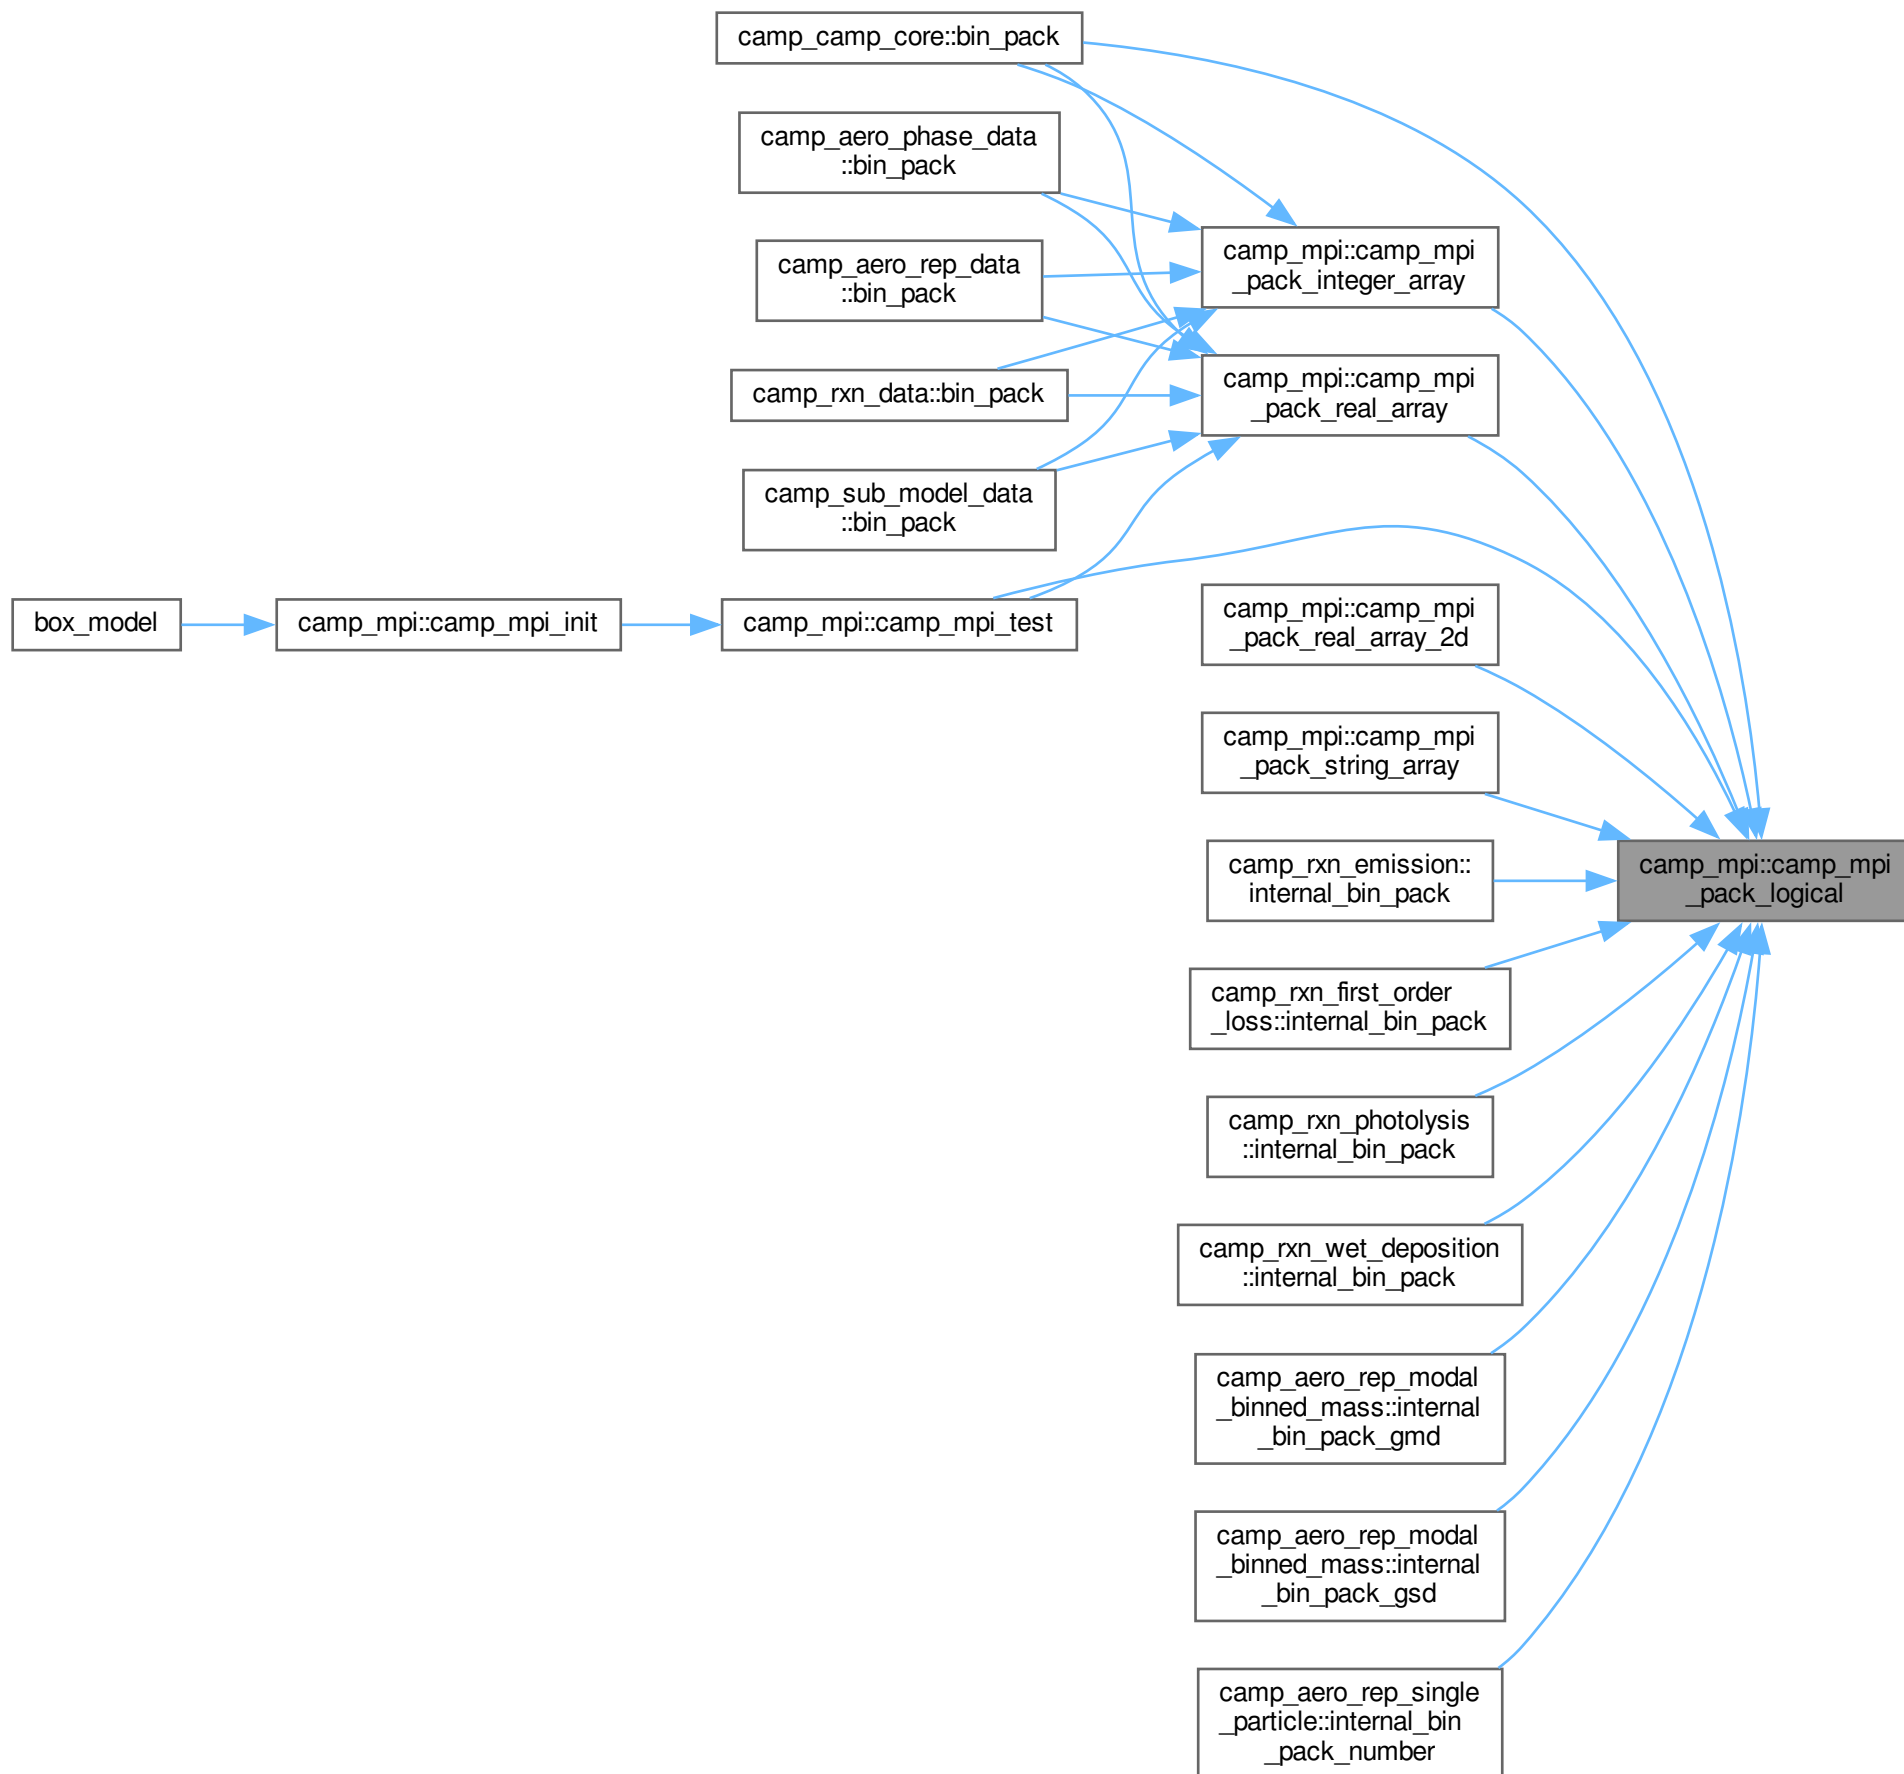 camp_camp_core::bin_pack
camp_aero_phase_data
::bin_pack
camp_aero_rep_data
::bin_pack
camp_mpi::camp_mpi
_pack_integer_array
camp_rxn_data::bin_pack
camp_mpi::camp_mpi
_pack_real_array
camp_sub_model_data
::bin_pack
box_model
camp_mpi::camp_mpi_init
camp_mpi::camp_mpi_test
camp_mpi::camp_mpi
_pack_real_array_2d
camp_mpi::camp_mpi
_pack_string_array
camp_rxn_emission::
internal_bin_pack
camp_mpi::camp_mpi
_pack_logical
camp_rxn_first_order
_loss::internal_bin_pack
camp_rxn_photolysis
::internal_bin_pack
camp_rxn_wet_deposition
::internal_bin_pack
camp_aero_rep_modal
_binned_mass::internal
_bin_pack_gmd
camp_aero_rep_modal
_binned_mass::internal
_bin_pack_gsd
camp_aero_rep_single
_particle::internal_bin
_pack_number